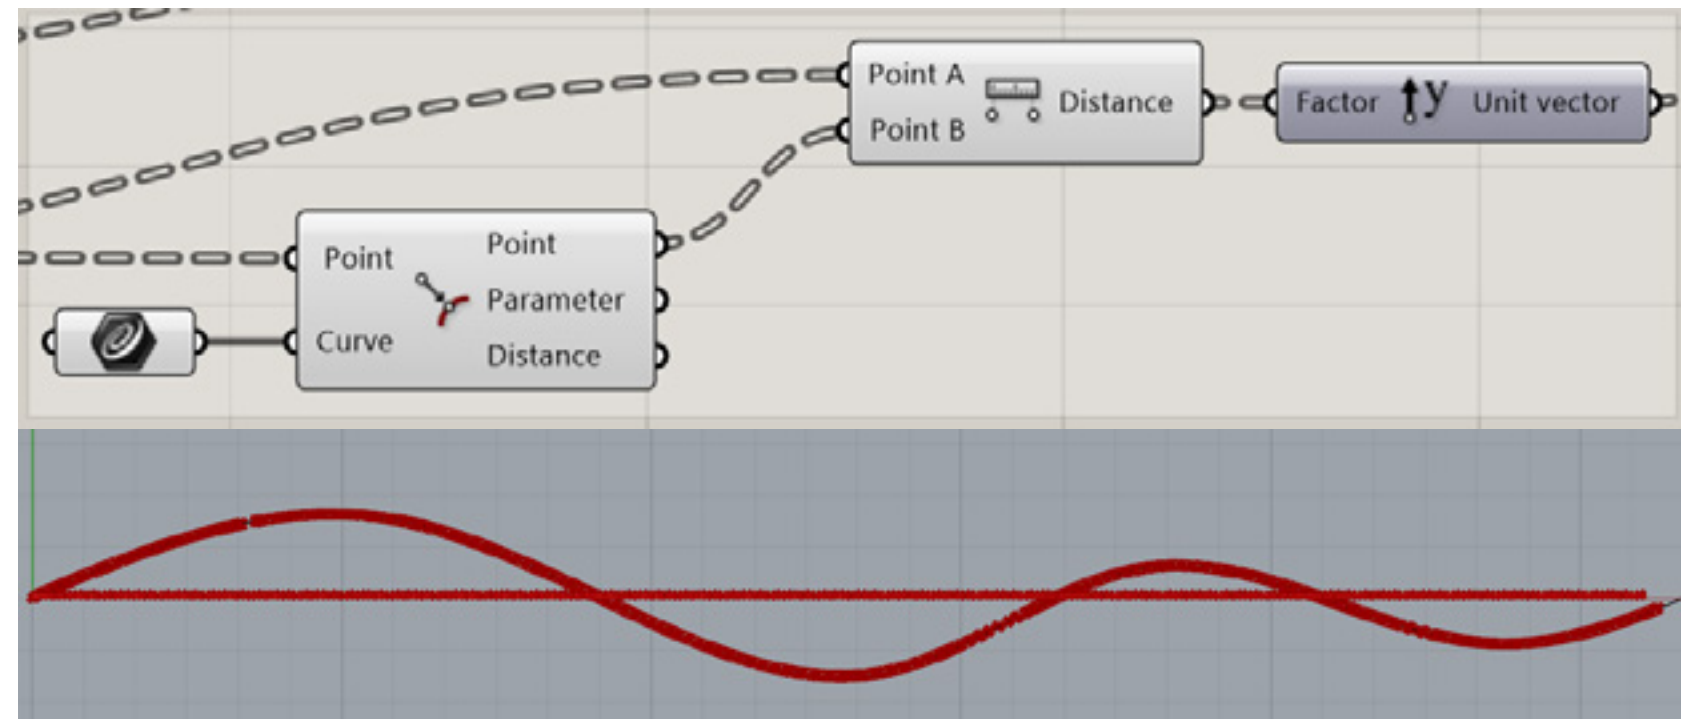 Point A
Distance
Point B
Factor
y
Unit vector
Point
Curve
Point
Parameter
Distance